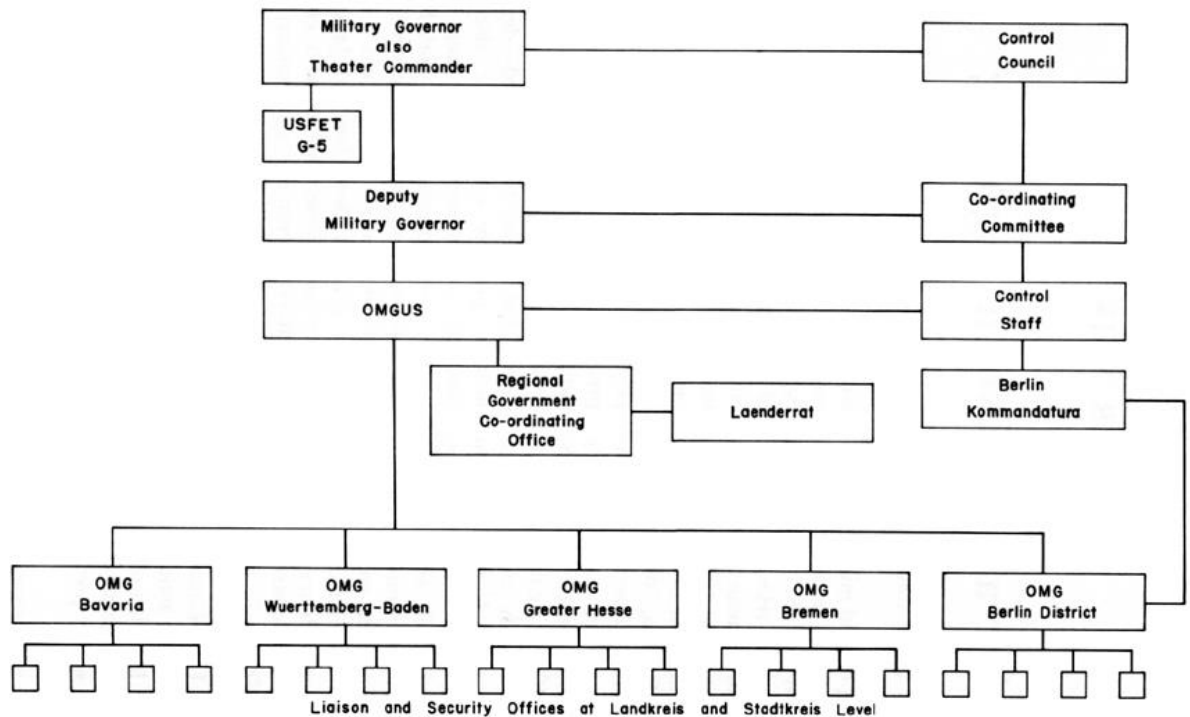 Military Governor
also
Theater Commander
Control
Council
USFET
G-5
Deputy
Military Governor
Co-ordinating
Committee
OMGUS
Control
Staff
Regional
Government
Co-ordinating
Office
Laenderrat
Berlin
Kommandatura
OMG
Bavaria
OMG
Wuerttemberg-Baden
OMG
Greater Hesse
OMG
Bremen
OMG
Berlin District
Liaison and Security Offices at Landkreis and Stadtkreis Level